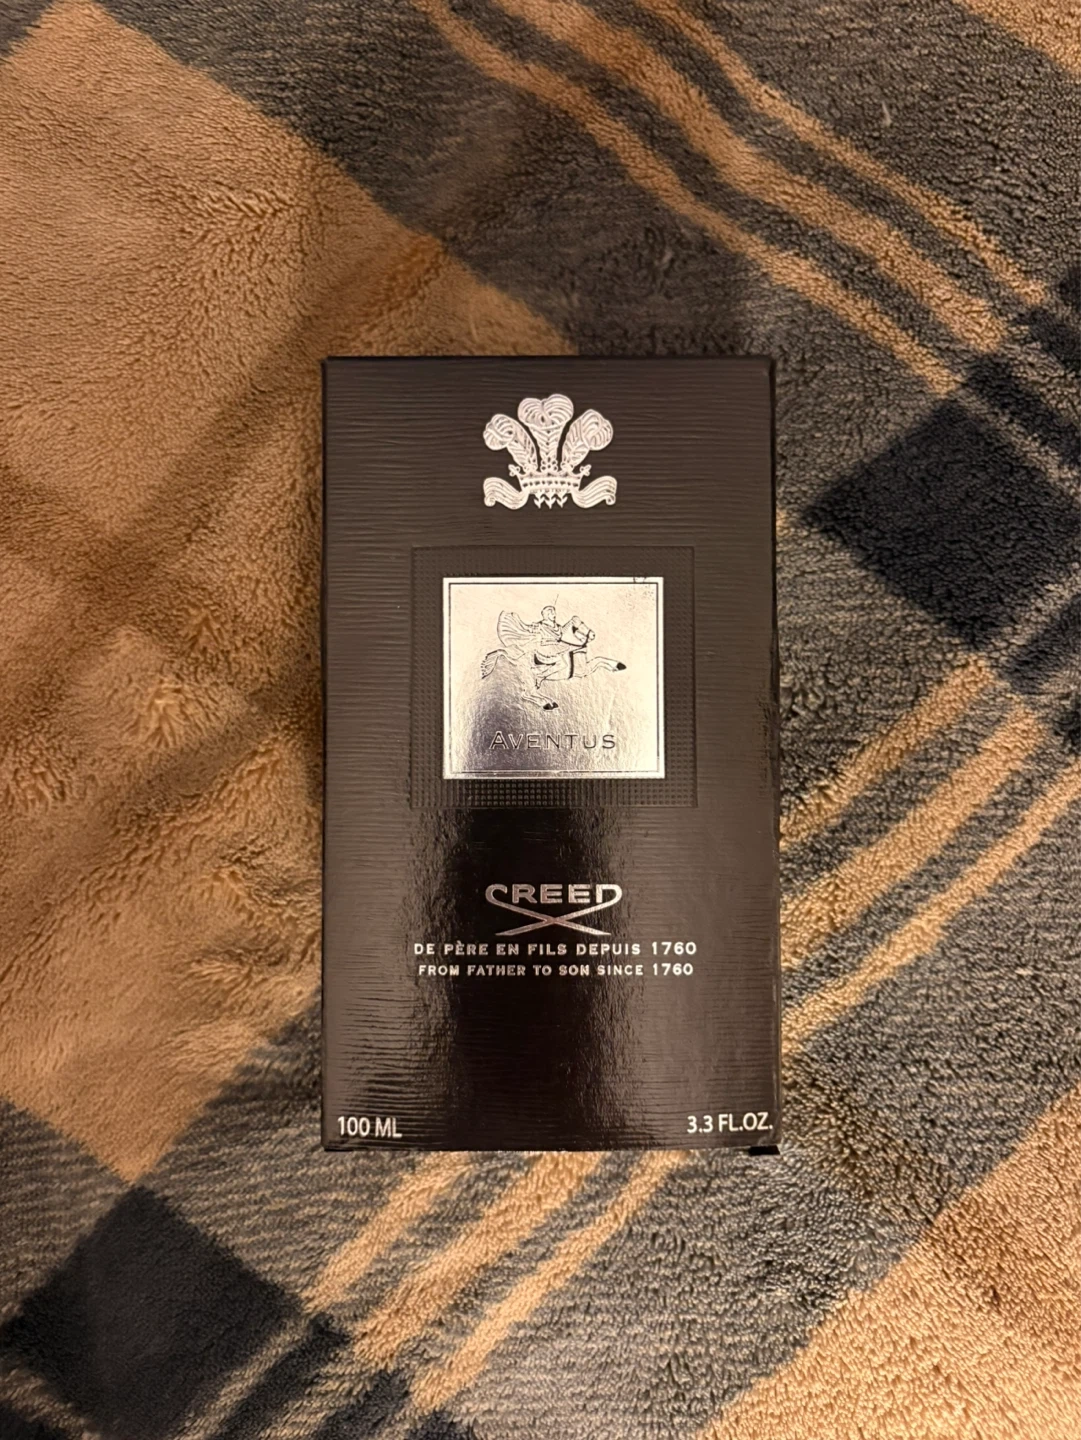 AVENTUS
CREED
DE PÈRE EN FILS DEPUIS 1760
FROM FATHER TO SON SINCE 1760
100 ML 3.3 FL.OZ.